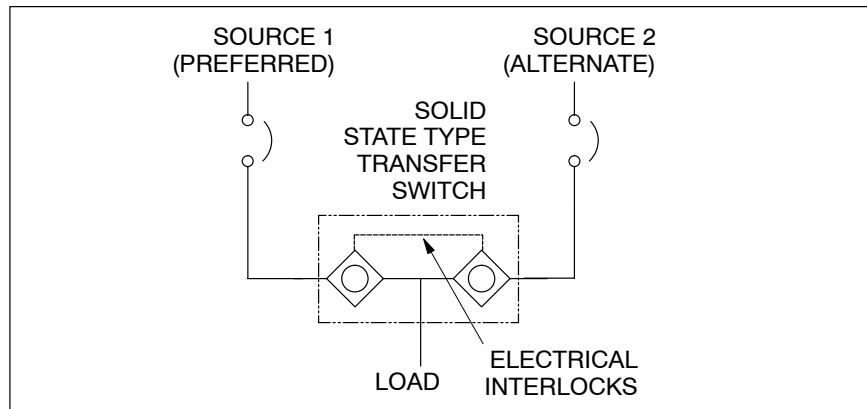 SOURCE 1
(PREFERRED)
SOURCE 2
(ALTERNATE)
SOLID
STATE TYPE
TRANSFER
SWITCH
LOAD
ELECTRICAL
INTERLOCKS